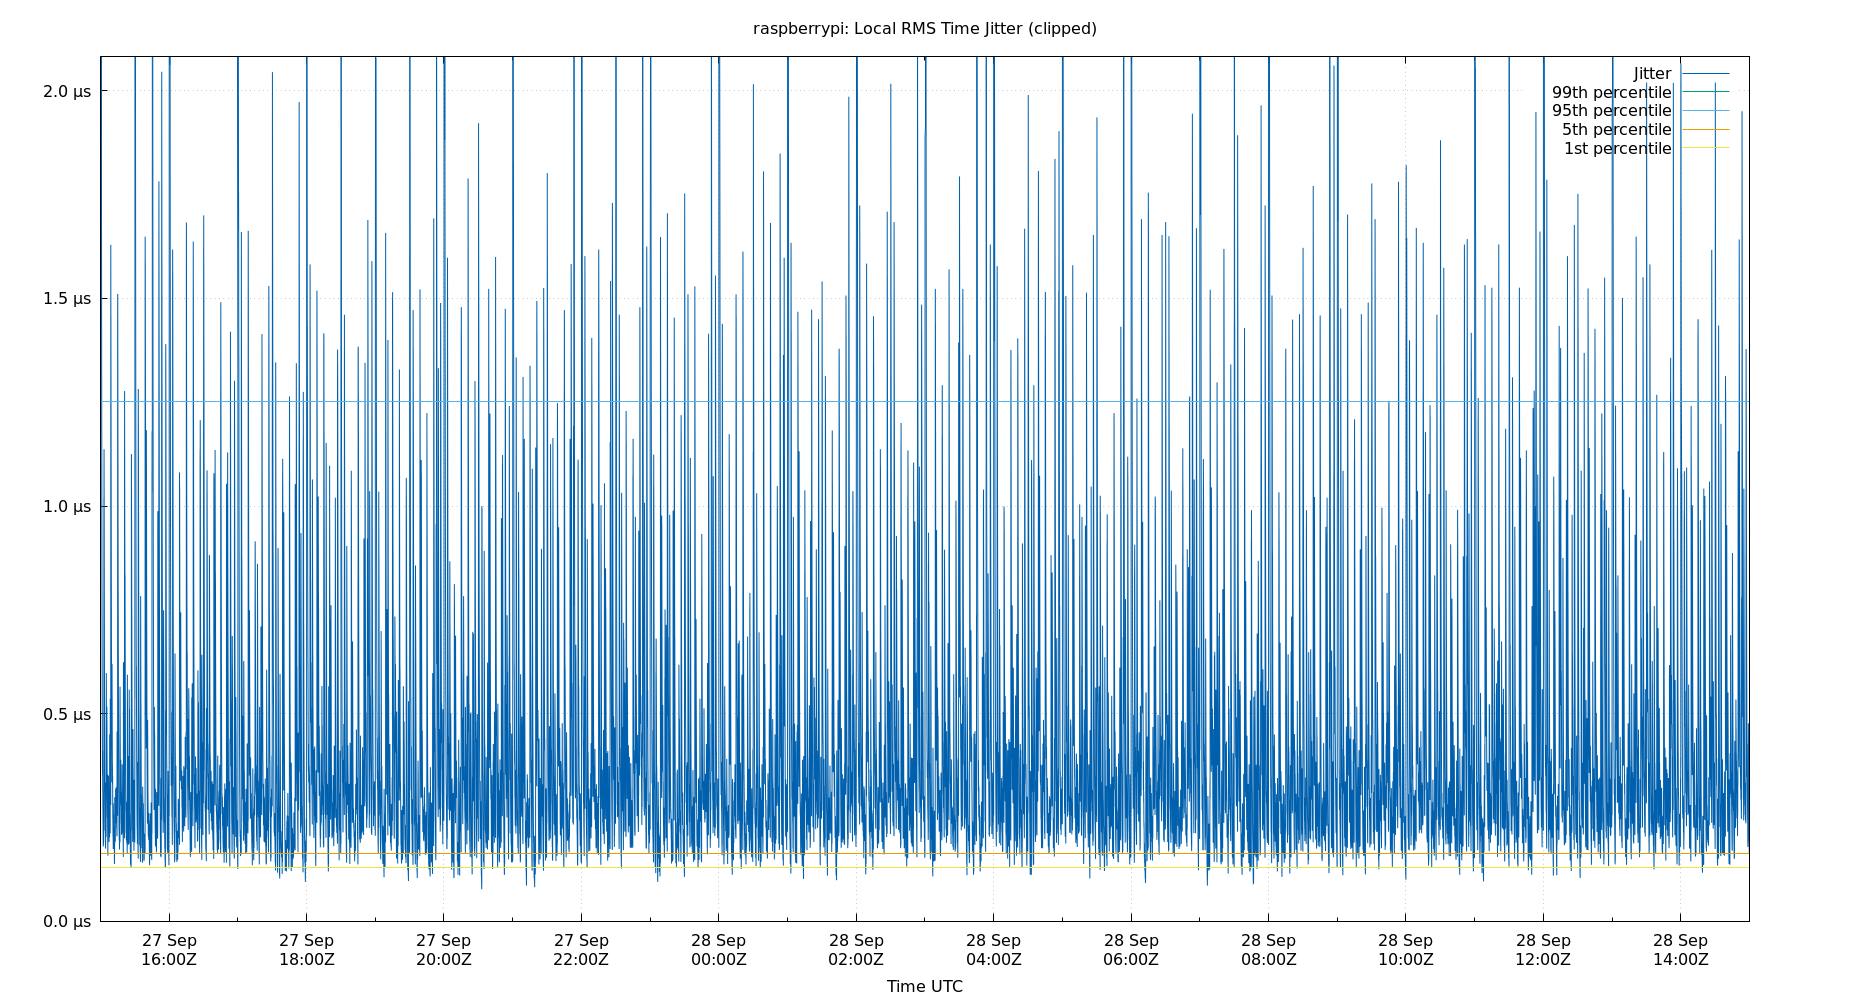 raspberrypi: Local RMS Time Jitter (clipped)
Jitter
99th percentile
95th percentile
5th percentile
1st percentile
2.0 µs
1.5 µs
1.0 µs
0.5 µs
0.0 µs
27 Sep 27 Sep 27 Sep 27 Sep 28 Sep 28 Sep 28 Sep 28 Sep 28 Sep 28 Sep 28 Sep 28 Sep
16:00Z 18:00Z 20:00Z 22:00Z 00:00Z 02:00Z 04:00Z 06:00Z 08:00Z 10:00Z 12:00Z 14:00Z
Time UTC